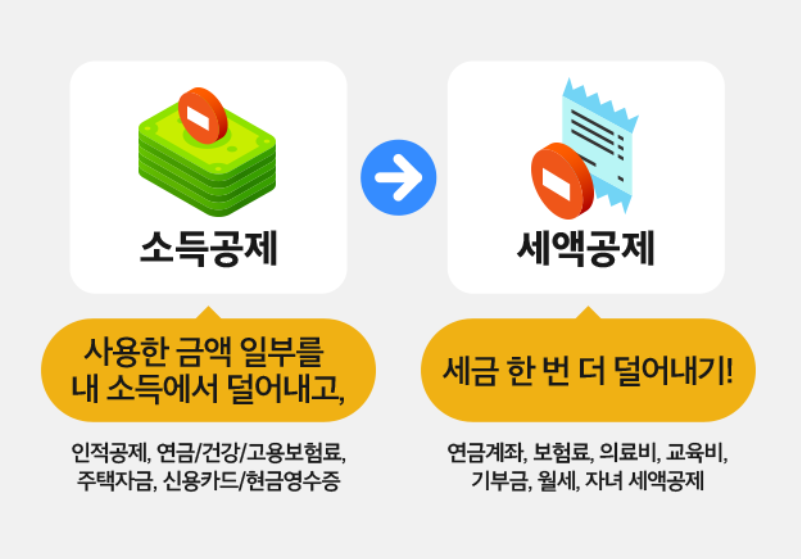 소득공제
세액공제
사용한 금액 일부를
내 소득에서 덜어내고,
세금 한 번 더 덜어내기!
인적공제, 연금/건강/고용보험료,
주택자금, 신용카드/현금영수증
연금계좌, 보험료, 의료비, 교육비,
기부금, 월세, 자녀 세액공제